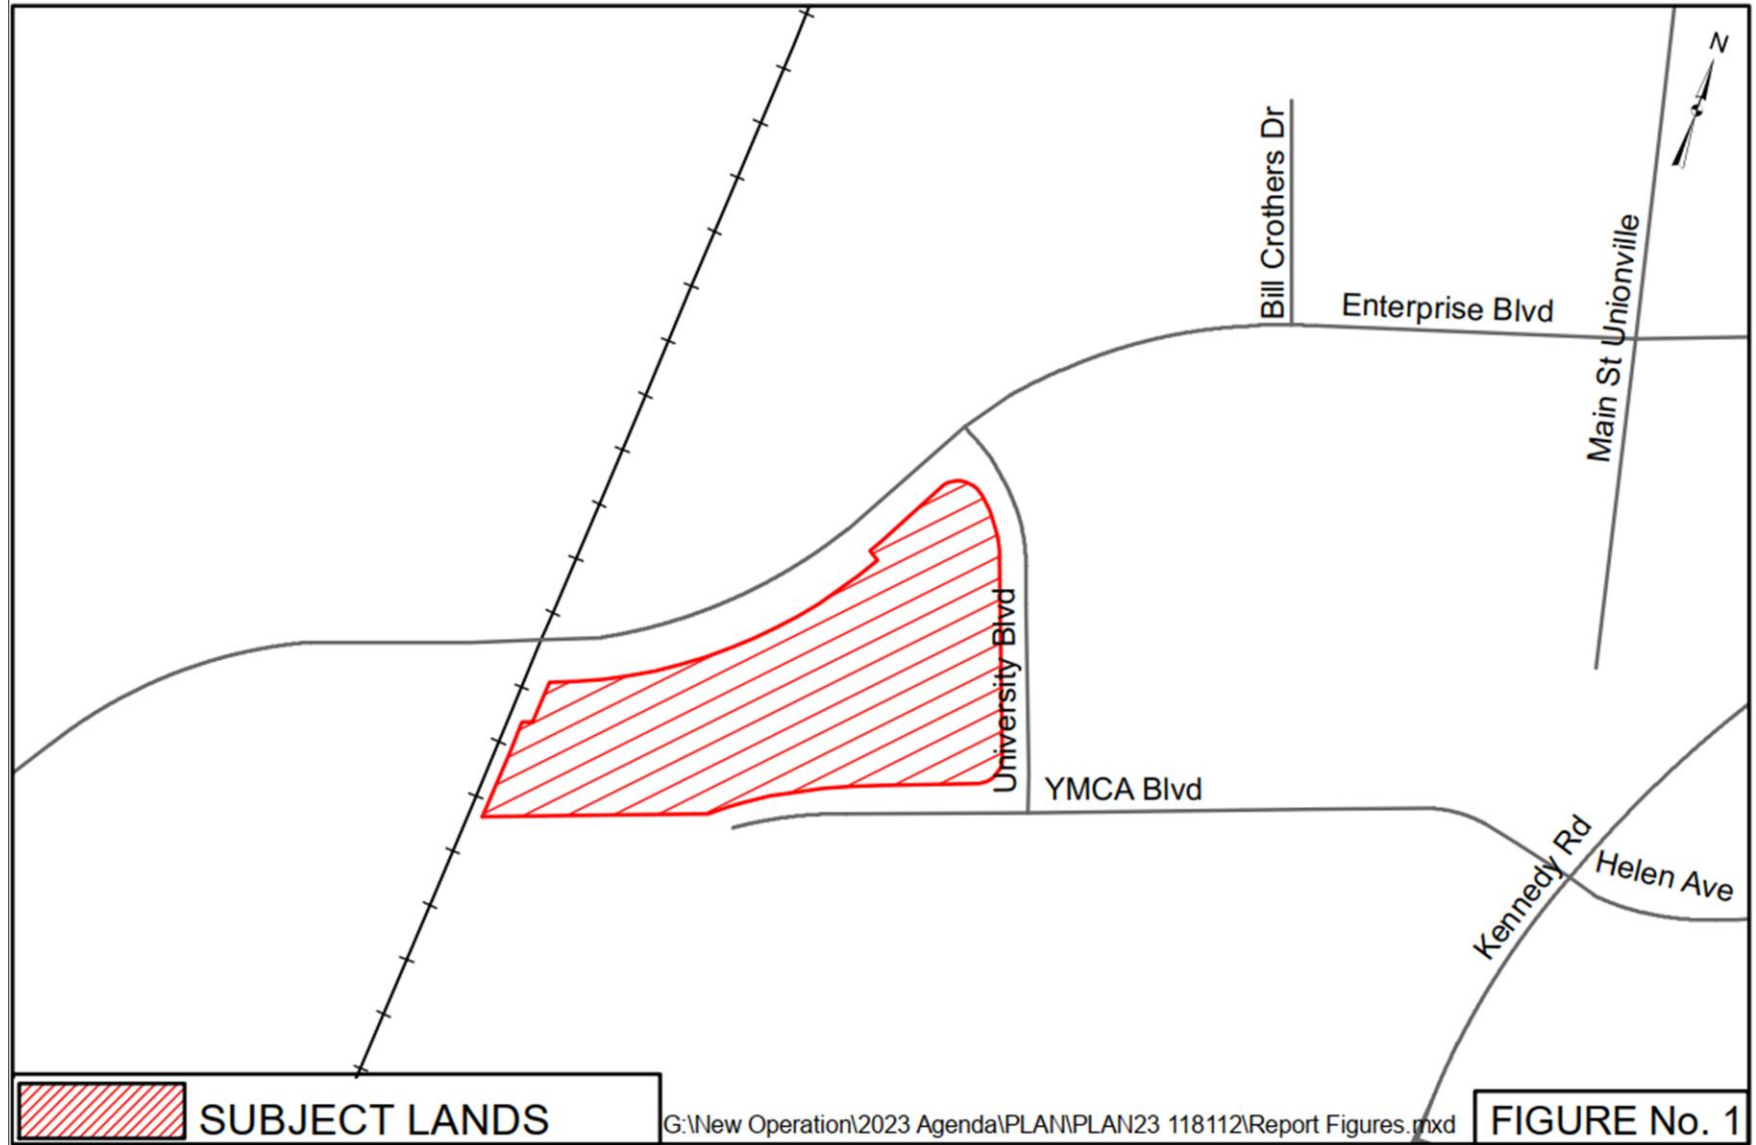 N
Bill Crothers Dr
Main St Unionville
Enterprise Blvd
University Blvd
YMCA Blvd
Kennedy Rd
Helen Ave
SUBJECT LANDS
G:\New Operation\2023 Agenda\PLAN\PLAN23 118112\Report Figures.mxd
FIGURE No. 1